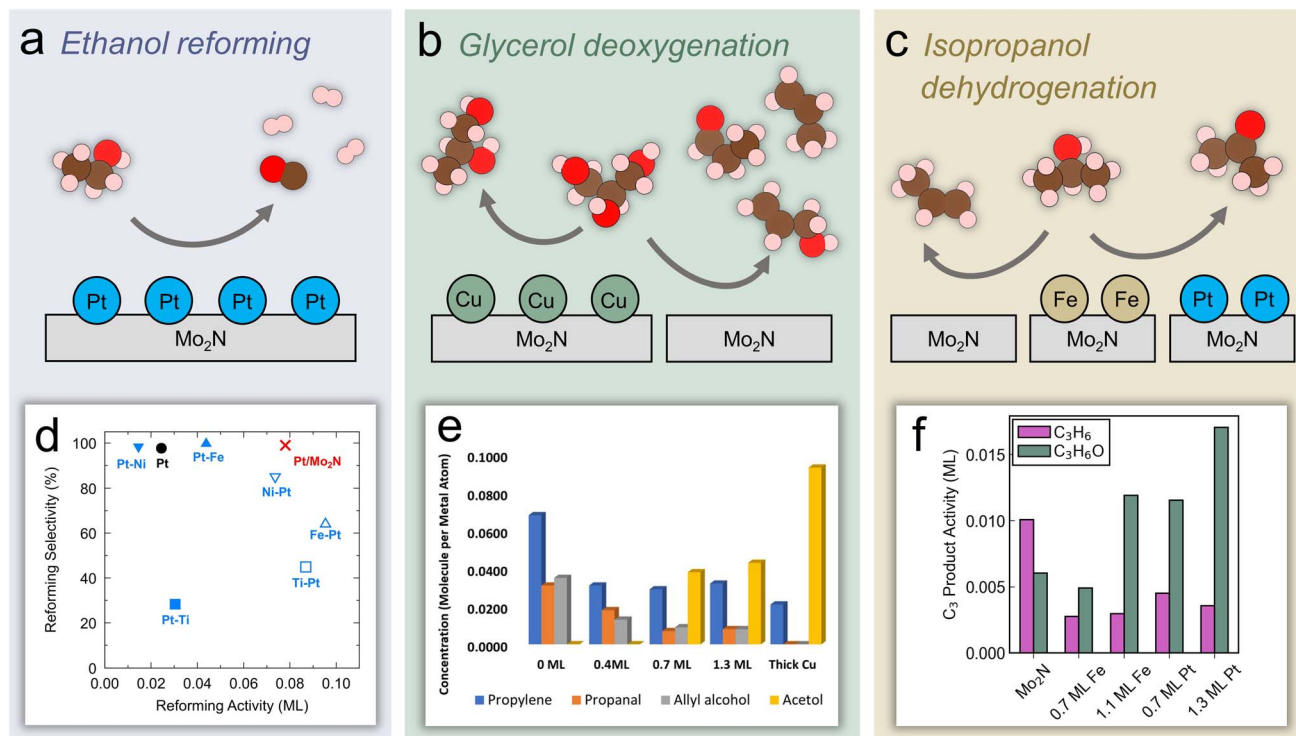 a Ethanol reforming
Pt Pt Pt Pt
Mo₂N
b Glycerol deoxygenation
Cu Cu Cu
Mo₂N Mo₂N
c Isopropanol
dehydrogenation
Fe Fe Pt Pt
Mo₂N Mo₂N Mo₂N
d
Reforming Selectivity (%)
100
80
60
40
20
0
Pt-Ni Pt Pt-Fe Pt/Mo₂N
Ni-Pt
Fe-Pt
Ti-Pt
Pt-Ti
0.00 0.02 0.04 0.06 0.08 0.10
Reforming Activity (ML)
e
Concentration (Molecule per Metal Atom)
0.1000
0.0800
0.0600
0.0400
0.0200
0.0000
0 ML 0.4ML 0.7 ML 1.3 ML Thick Cu
Propylene Propanal Allyl alcohol Acetol
f
C₃ Product Activity (ML)
C₃H₆
C₃H₆O
0.015
0.010
0.005
0.000
Mo₂N 0.7 ML Fe 1.1 ML Fe 0.7 ML Pt 1.3 ML Pt